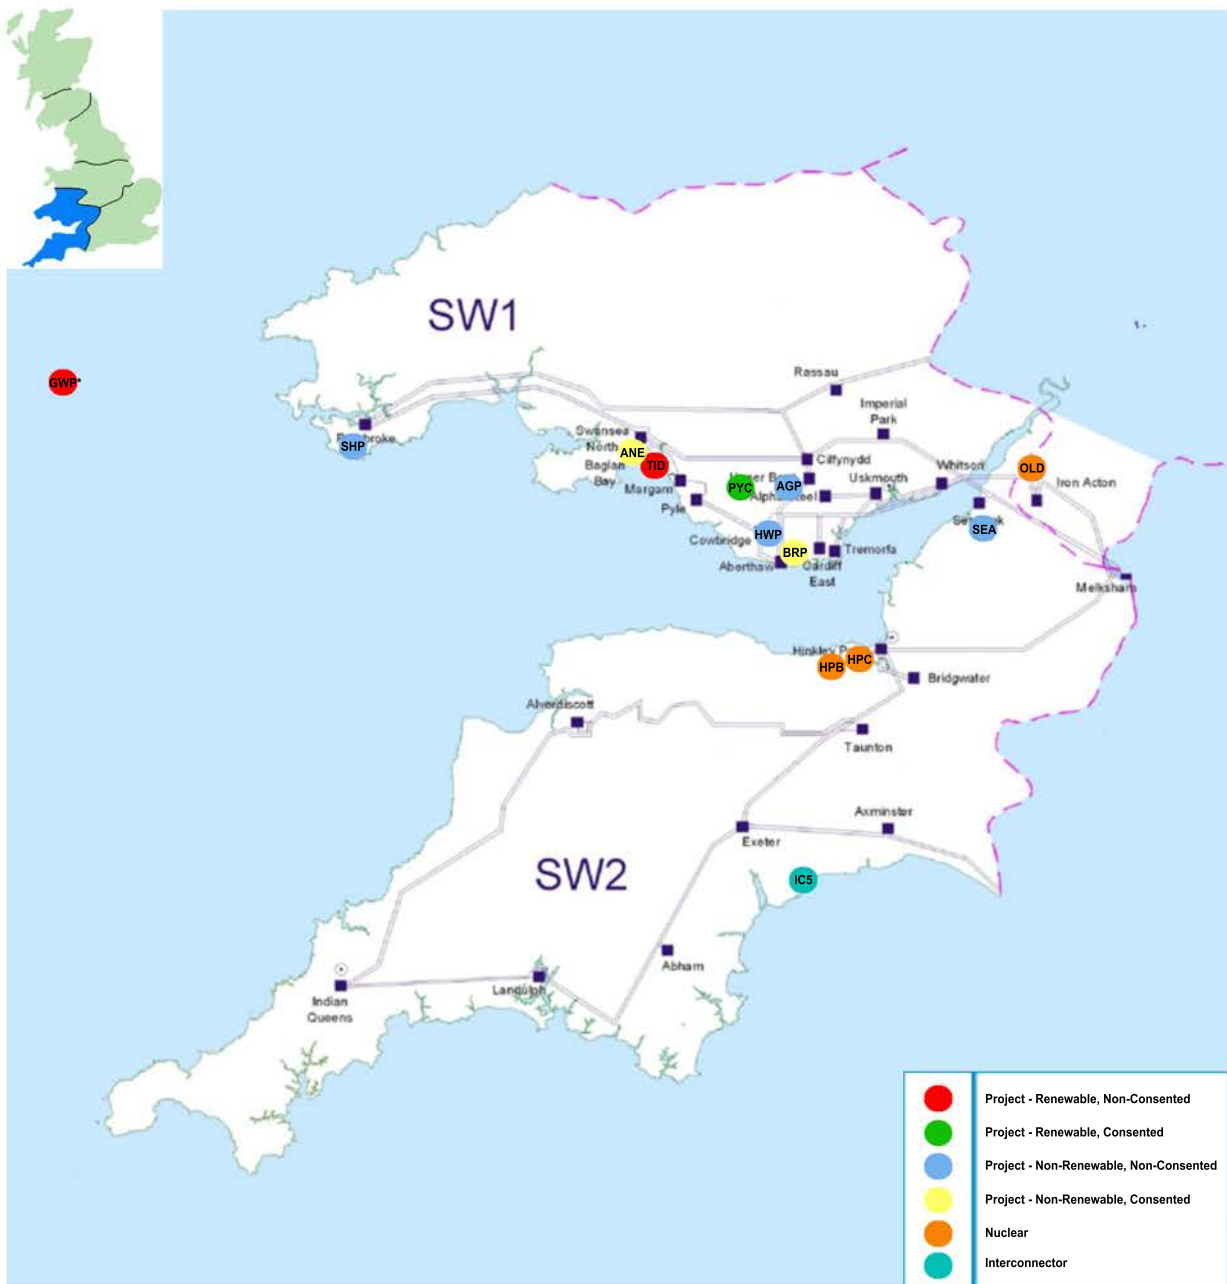 SW1
GWP*
Rassau
Imperial
Park
SHP
Swansea
North
ANE
TID
Baglan
Bay
Margam
Pyle
PYC
AGP
Cilfynydd
Uskmouth
Whitson
OLD
Iron Acton
SEA
Cowbridge
HWP
BRP
Aberthaw
Cardiff
East
Tremorfa
Melksham
Hinkley
HPB
HPC
Bridgwater
Alverdiscott
Taunton
Axminster
Exeter
SW2
IC5
Abham
Landulph
Indian
Queens
Project - Renewable, Non-Consented
Project - Renewable, Consented
Project - Non-Renewable, Non-Consented
Project - Non-Renewable, Consented
Nuclear
Interconnector